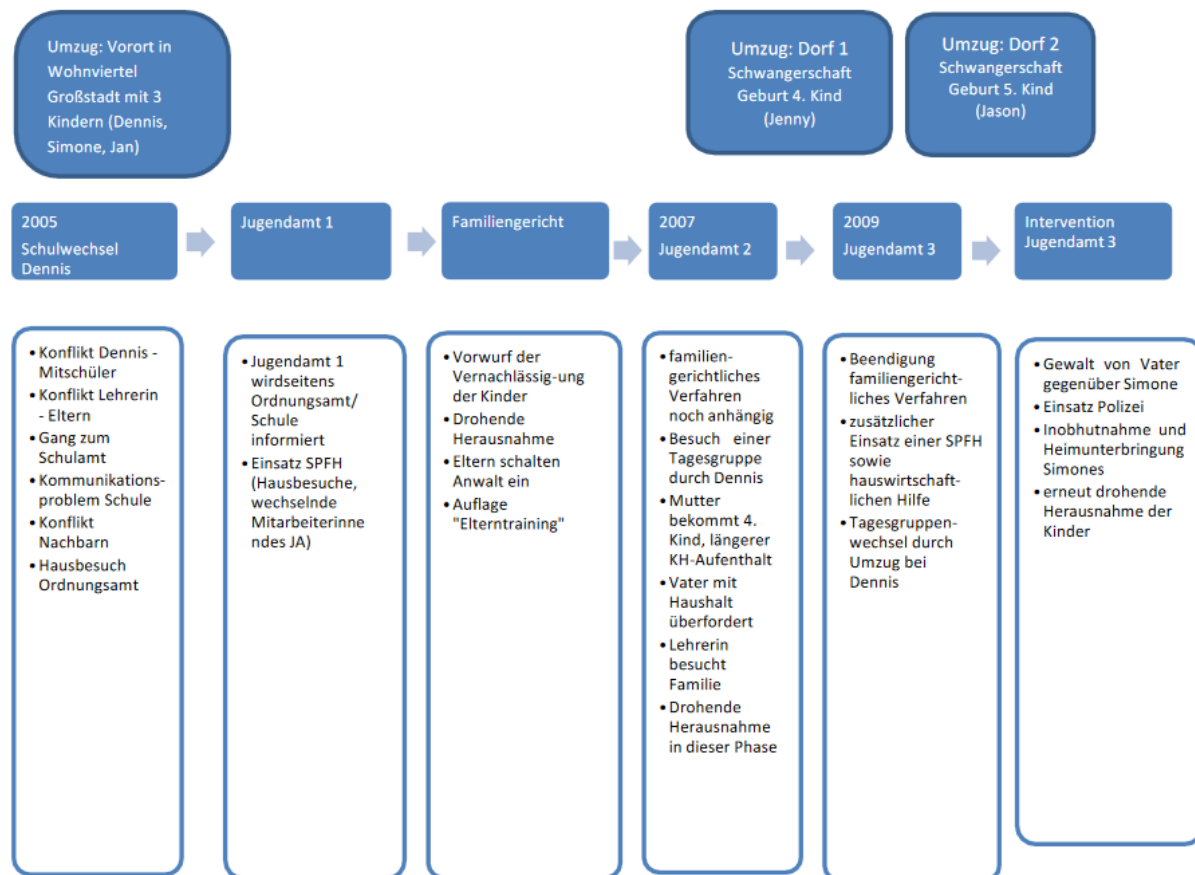 Umzug: Vorort in
Wohnviertel
Großstadt mit 3
Kindern (Dennis,
Simone, Jan)
Umzug: Dorf 1
Schwangerschaft
Geburt 4. Kind
(Jenny)
Umzug: Dorf 2
Schwangerschaft
Geburt 5. Kind
(Jason)
2005
Schulwechsel
Dennis
Jugendamt 1
Familiengericht
2007
Jugendamt 2
2009
Jugendamt 3
Intervention
Jugendamt 3
• Konflikt Dennis -
Mitschüler
• Konflikt Lehrerin
- Eltern
• Gang zum
Schulamt
• Kommunikations-
problem Schule
• Konflikt
Nachbarn
• Hausbesuch
Ordnungsamt
• Jugendamt 1
wirdseitens
Ordnungsamt/
Schule
informiert
• Einsatz SPFH
(Hausbesuche,
wechselnde
Mitarbeiterinne
ndes JA)
• Vorwurf der
Vernachlässig-ung
der Kinder
• Drohende
Herausnahme
• Eltern schalten
Anwalt ein
• Auflage
"Elterntraining"
• familien-
gerichtliches
Verfahren
noch anhängig
• Besuch einer
Tagesgruppe
durch Dennis
• Mutter
bekommt 4.
Kind, längerer
KH-Aufenthalt
• Vater mit
Haushalt
überfordert
• Lehrerin
besucht
Familie
• Drohende
Herausnahme
in dieser Phase
• Beendigung
familiengericht-
liches Verfahren
• zusätzlicher
Einsatz einer SPFH
sowie
hauswirtschaft-
lichen Hilfe
• Tagesgruppen-
wechsel durch
Umzug bei
Dennis
• Gewalt von Vater
gegenüber Simone
• Einsatz Polizei
• Inobhutnahme und
Heimunterbringung
Simones
• erneut drohende
Herausnahme der
Kinder